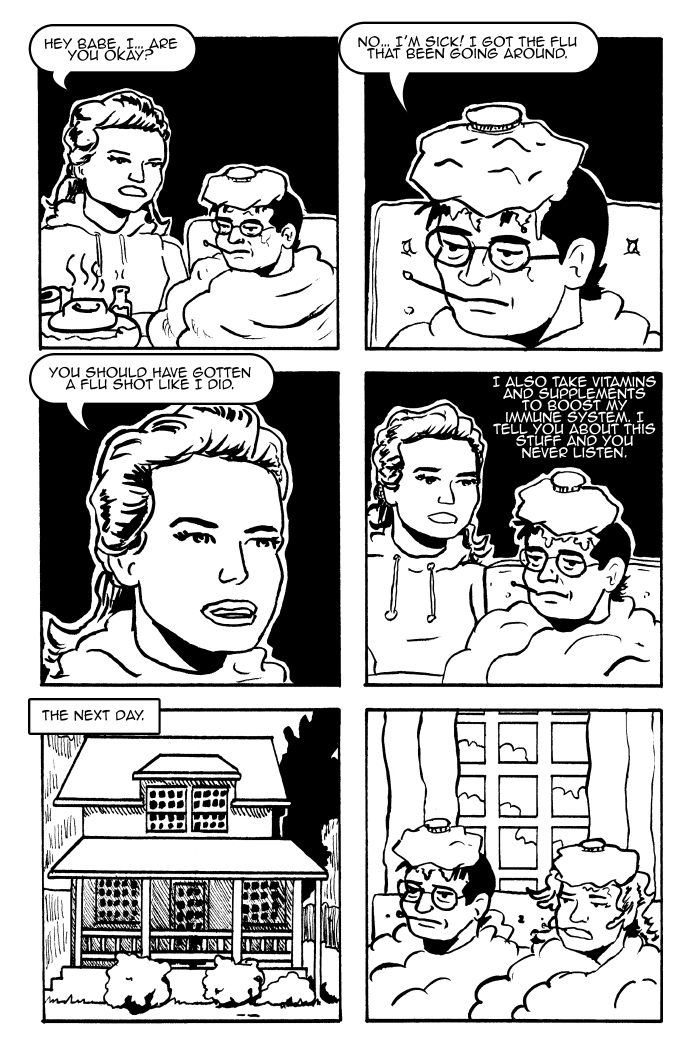 HEY BABE, I... ARE
YOU OKAY?
NO... I'M SICK! I GOT THE FLU
THAT BEEN GOING AROUND.
YOU SHOULD HAVE GOTTEN
A FLU SHOT LIKE I DID.
I ALSO TAKE VITAMINS
AND SUPPLEMENTS
TO BOOST MY
IMMUNE SYSTEM. I
TELL YOU ABOUT THIS
STUFF AND YOU
NEVER LISTEN.
THE NEXT DAY.